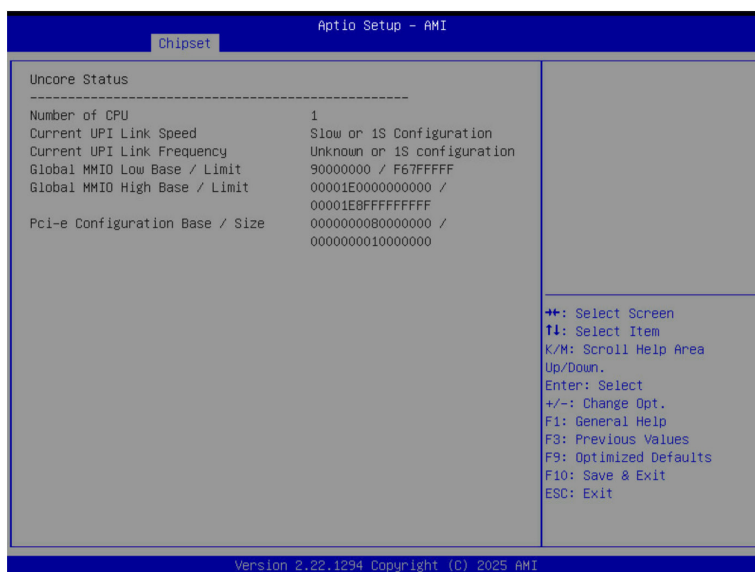 Aptio Setup – AMI
Chipset
Uncore Status
--------------------------------------------------
Number of CPU 1
Current UPI Link Speed Slow or 1S Configuration
Current UPI Link Frequency Unknown or 1S configuration
Global MMIO Low Base / Limit 90000000 / F67FFFFF
Global MMIO High Base / Limit 00001E0000000000 /
00001E8FFFFFFFFF
Pci-e Configuration Base / Size 0000000080000000 /
0000000010000000
→←: Select Screen
↑↓: Select Item
K/M: Scroll Help Area
Up/Down.
Enter: Select
+/-: Change Opt.
F1: General Help
F3: Previous Values
F9: Optimized Defaults
F10: Save & Exit
ESC: Exit
Version 2.22.1294 Copyright (C) 2025 AMI